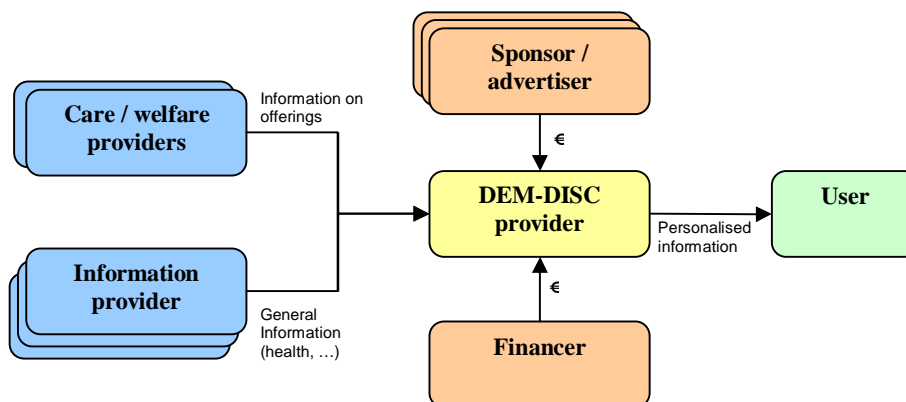 Sponsor /
advertiser
Care / welfare
providers
Information on
offerings
€
DEM-DISC
provider
User
Personalised
information
Information
provider
€
General
Information
(health, …)
Financer